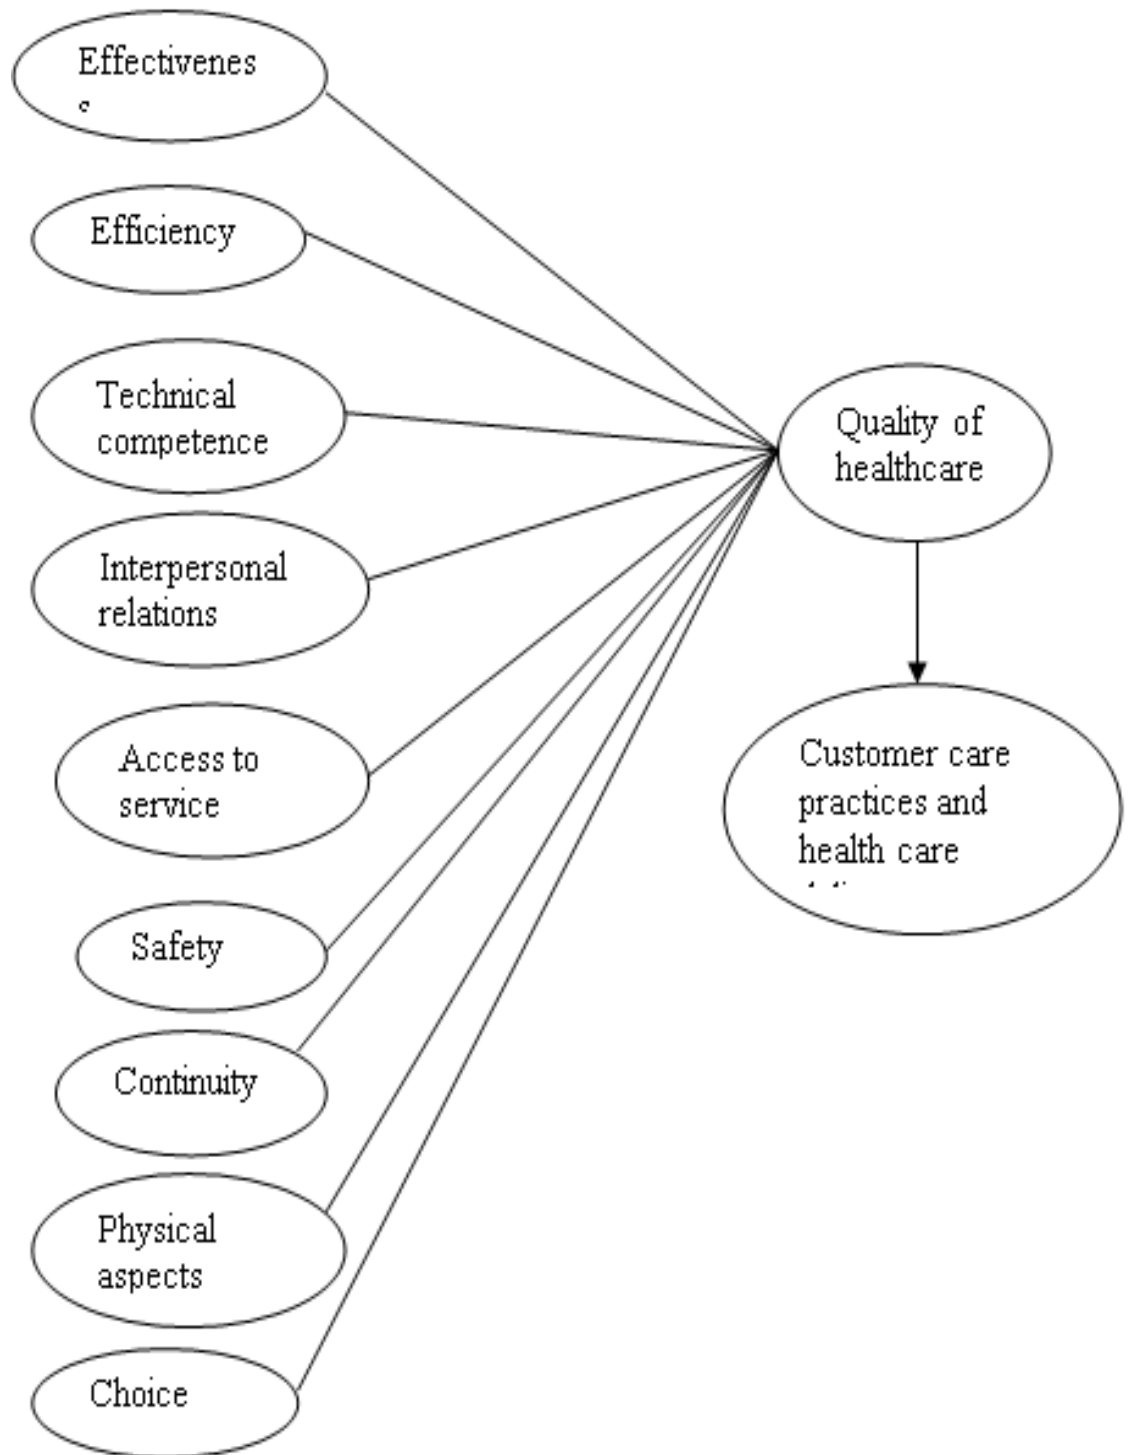 Effectivenes
Efficiency
Technical
competence
Interpersonal
relations
Access to
service
Safety
Continuity
Physical
aspects
Choice
Quality of
healthcare
Customer care
practices and
health care